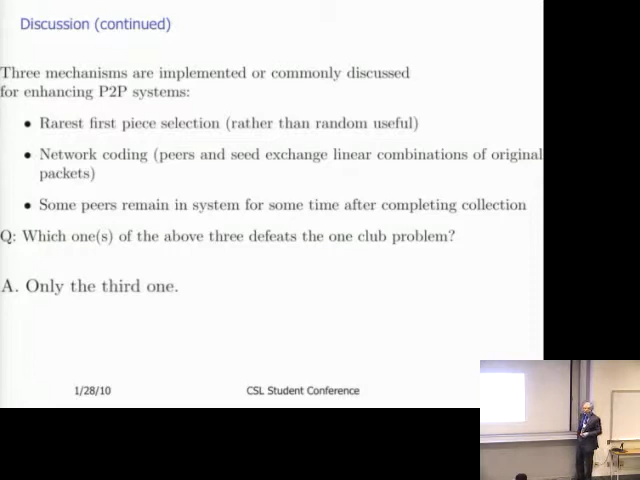 Discussion (continued)
Three mechanisms are implemented or commonly discussed
for enhancing P2P systems:
• Rarest first piece selection (rather than random useful)
• Network coding (peers and seed exchange linear combinations of original
packets)
• Some peers remain in system for some time after completing collection
Q: Which one(s) of the above three defeats the one club problem?
A. Only the third one.
1/28/10
CSL Student Conference